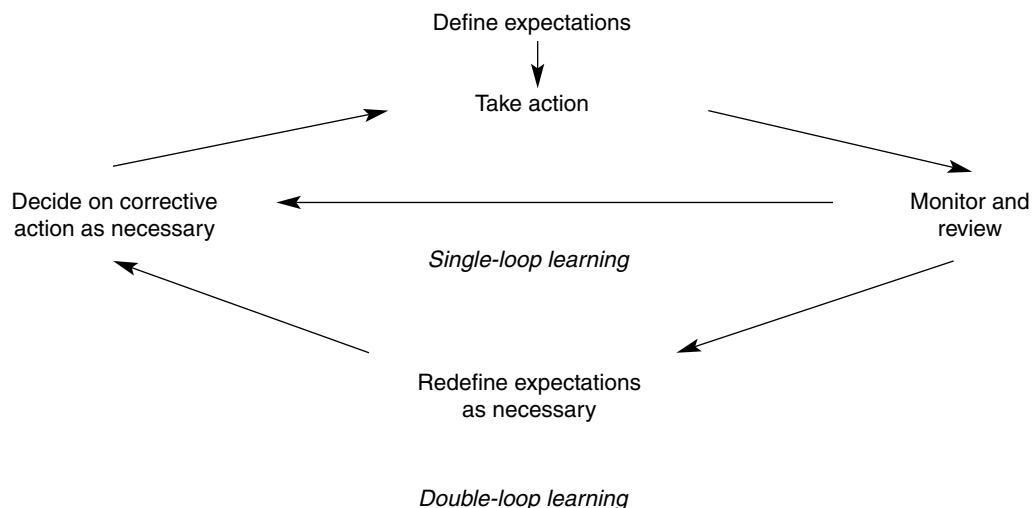 Define expectations
Take action
Decide on corrective
action as necessary
Monitor and
review
Single-loop learning
Redefine expectations
as necessary
Double-loop learning